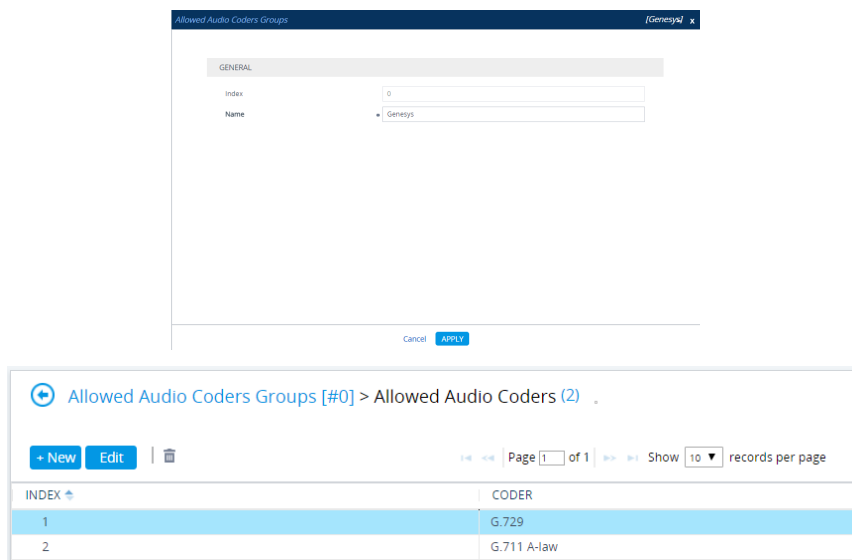 Allowed Audio Coders Groups [Genesys] x
GENERAL
Index 0
Name Genesys
Cancel APPLY
Allowed Audio Coders Groups [#0] > Allowed Audio Coders (2) .
+ New Edit Page 1 of 1 Show 10 records per page
INDEX CODER
1 G.729
2 G.711 A-law